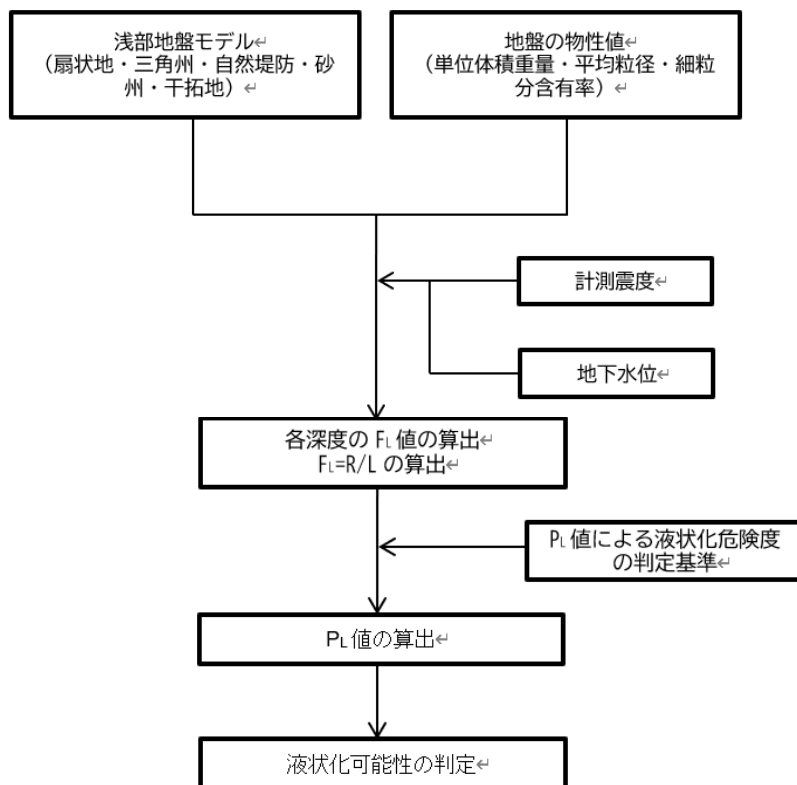 浅部地盤モデル↵
(扇状地・三角州・自然堤防・砂
州・干拓地)↵
地盤の物性値↵
(単位体積重量・平均粒径・細粒
分含有率)↵
計測震度↵
地下水位↵
各深度の FL 値の算出↵
FL=R/L の算出↵
PL 値による液状化危険度
の判定基準↵
PL 値の算出↵
液状化可能性の判定↵